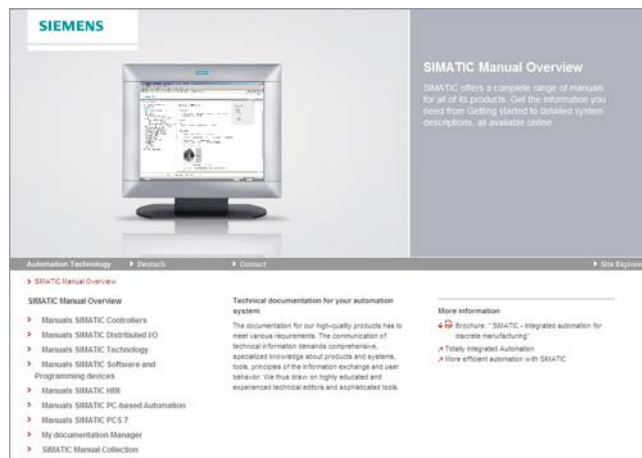 SIEMENS
SIMATIC Manual Overview
SIMATIC offers a complete range of manuals
for all of its products. Get the information you
need from Getting started to detailed system
descriptions, all available online
Automation Technology
Deutsch
Contact
Site Explorer
SIMATIC Manual Overview
SIMATIC Manual Overview
Manuals SIMATIC Controllers
Manuals SIMATIC Distributed I/O
Manuals SIMATIC Technology
Manuals SIMATIC Software and
Programming devices
Manuals SIMATIC HMI
Manuals SIMATIC PC-based Automation
Manuals SIMATIC PCS 7
My documentation Manager
SIMATIC Manual Collection
Technical documentation for your automation
system
The documentation for our high-quality products has to
meet various requirements. The communication of
technical information demands comprehensive,
specialized knowledge about products and systems,
tools, principles of the information exchange and user
behavior. We thus draw on highly educated and
experienced technical editors and sophisticated tools.
More information
Brochure: " SIMATIC - integrated automation for
discrete manufacturing"
Totally Integrated Automation
More efficient automation with SIMATIC